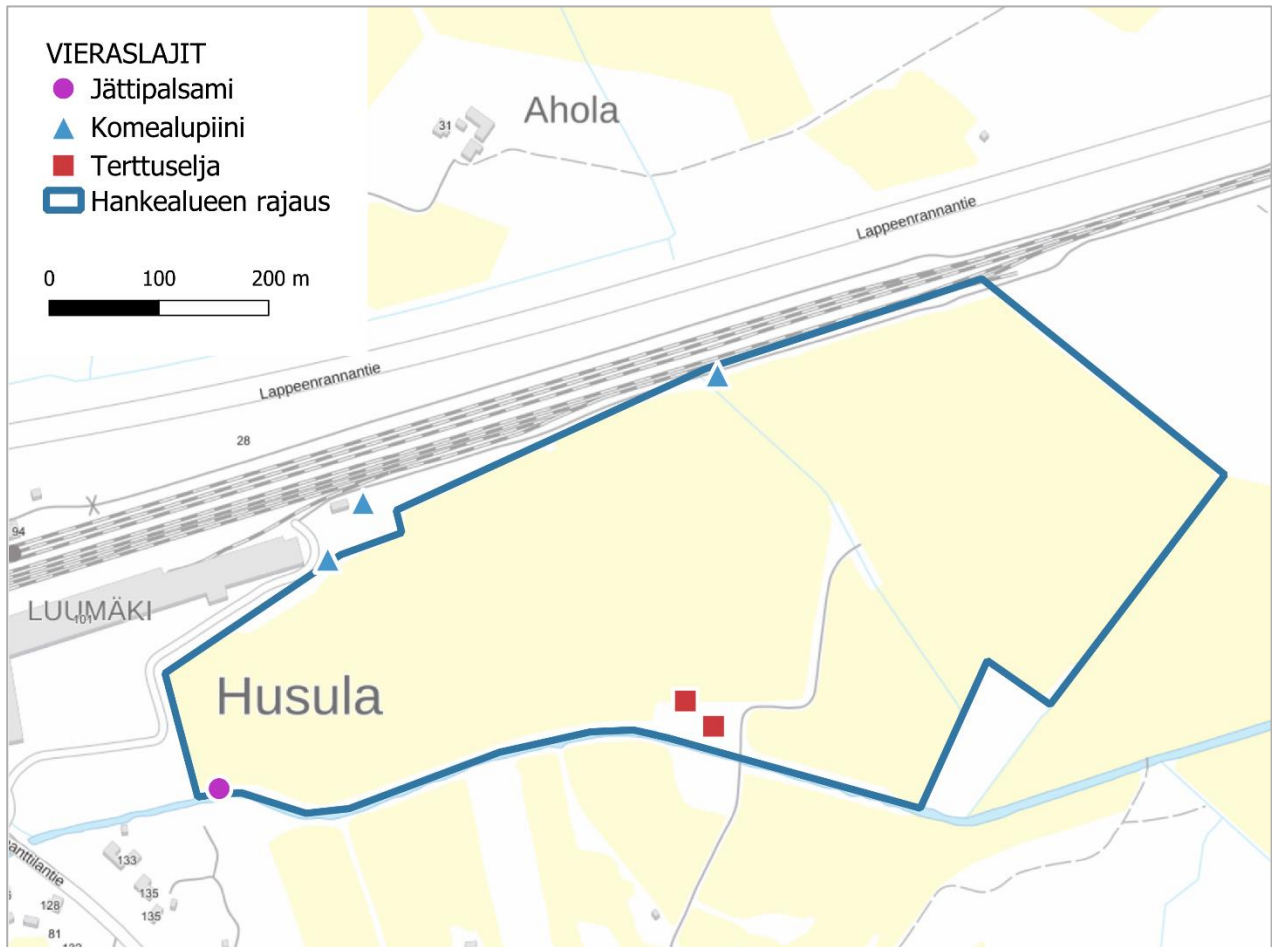 VIERASLAJIT
Jättipalsami
Komealupiini
Terttuselja
Hankealueen rajaus
0 100 200 m
31
Ahola
Lappeenrannantie
Lappeenrannantie
28
94
LUUMÄKI
101
Husula
133
135
135
128
81